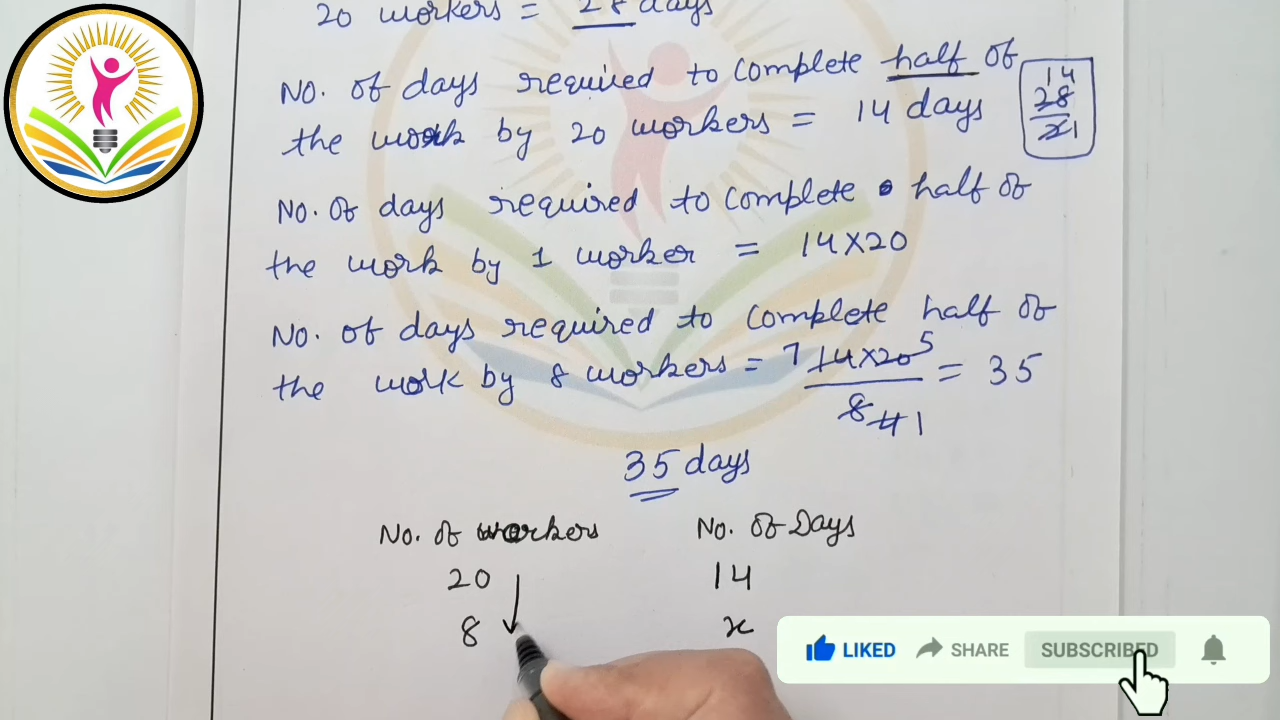 20 workers = 28 days
No. of days required to complete half of
the work by 20 workers = 14 days
14
28
2 1
No. of days required to complete half of
the work by 1 worker = 14×20
No. of days required to complete half of
the work by 8 workers = 7 14×20 5 = 35
8 4 1
35 days
No. of workers No. of Days
20 14
8 x
LIKED SHARE SUBSCRIBED